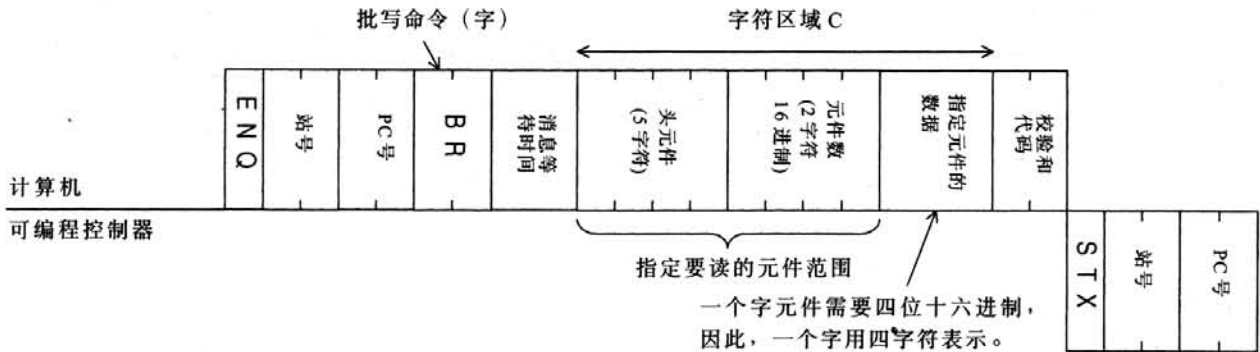 批写命令（字）
字符区域 C
ENQ
站号
PC 号
BR
消息等
待时间
头元件
(5 字符)
元件数
(2 字符
16 进制)
指定元件的
数据
校验和
代码
计算机
可编程控制器
指定要读的元件范围
一个字元件需要四位十六进制，
因此，一个字用四字符表示。
STX
站号
PC 号